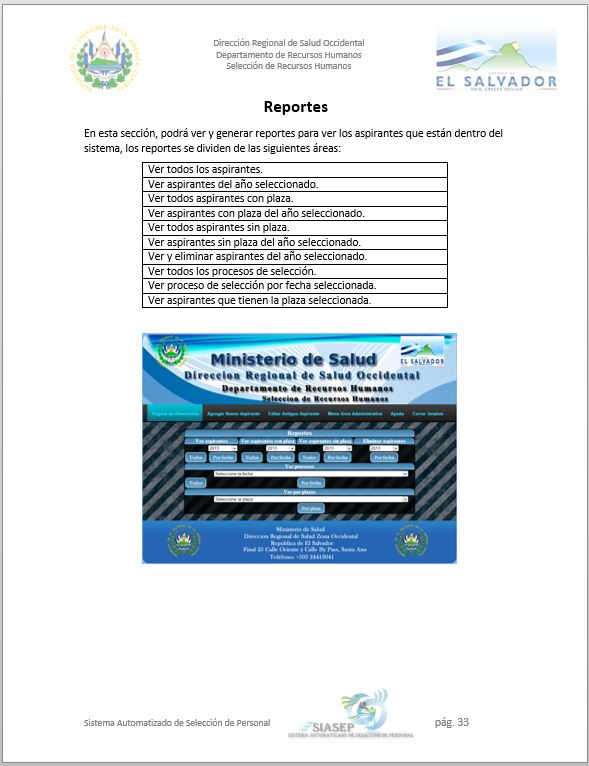 Dirección Regional de Salud Occidental
Departamento de Recursos Humanos
Selección de Recursos Humanos
GOBIERNO DE
EL SALVADOR
UNIR, CRECER, INCLUIR
Reportes
En esta sección, podrá ver y generar reportes para ver los aspirantes que están dentro del
sistema, los reportes se dividen de las siguientes áreas:
Ver todos los aspirantes.
Ver aspirantes del año seleccionado.
Ver todos aspirantes con plaza.
Ver aspirantes con plaza del año seleccionado.
Ver todos aspirantes sin plaza.
Ver aspirantes sin plaza del año seleccionado.
Ver y eliminar aspirantes del año seleccionado.
Ver todos los procesos de selección.
Ver proceso de selección por fecha seleccionada.
Ver aspirantes que tienen la plaza seleccionada.
Ministerio de Salud
EL SALVADOR
Direccion Regional de Salud Occidental
Departamento de Recursos Humanos
Seleccion de Recursos Humanos
Pagina de Bienvenida Agregar Nuevo Aspirante Editar Antiguo Aspirante Menu Area Administrativa Ayuda Cerrar Sesion
Reportes
Ver aspirantes Ver aspirantes con plaza Ver aspirantes sin plaza Eliminar aspirantes
2013 2013 2013 2013
Todos Por fecha Todos Por fecha Todos Por fecha Por fecha
Ver procesos
Seleccione la fecha
Todos Por fecha
Ver por plazas
Seleccione la plaza
Por plaza
Ministerio de Salud
Direccion Regional de Salud Zona Occidental
Republica de El Salvador
Final 23 Calle Oriente y Calle By Pass, Santa Ana
Teléfono: +503 24413041
Sistema Automatizado de Selección de Personal
SIASEP
SISTEMA AUTOMATIZADO DE SELECCIÓN DE PERSONAL
pág. 33